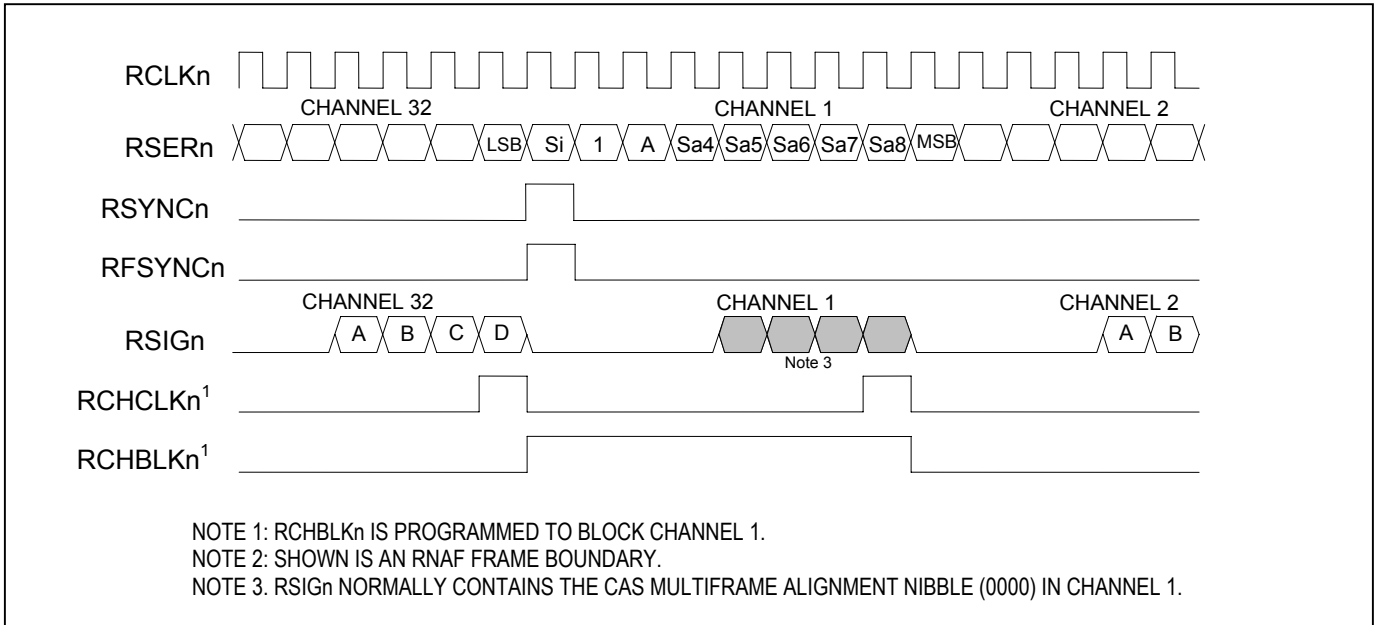 RCLKn
CHANNEL 32 CHANNEL 1 CHANNEL 2
RSERn LSB Si 1 A Sa4 Sa5 Sa6 Sa7 Sa8 MSB
RSYNCn
RFSYNCn
CHANNEL 32 CHANNEL 1 CHANNEL 2
RSIGn A B C D A B
Note 3
RCHCLKn1
RCHBLKn1
NOTE 1: RCHBLKn IS PROGRAMMED TO BLOCK CHANNEL 1.
NOTE 2: SHOWN IS AN RNAF FRAME BOUNDARY.
NOTE 3. RSIGn NORMALLY CONTAINS THE CAS MULTIFRAME ALIGNMENT NIBBLE (0000) IN CHANNEL 1.